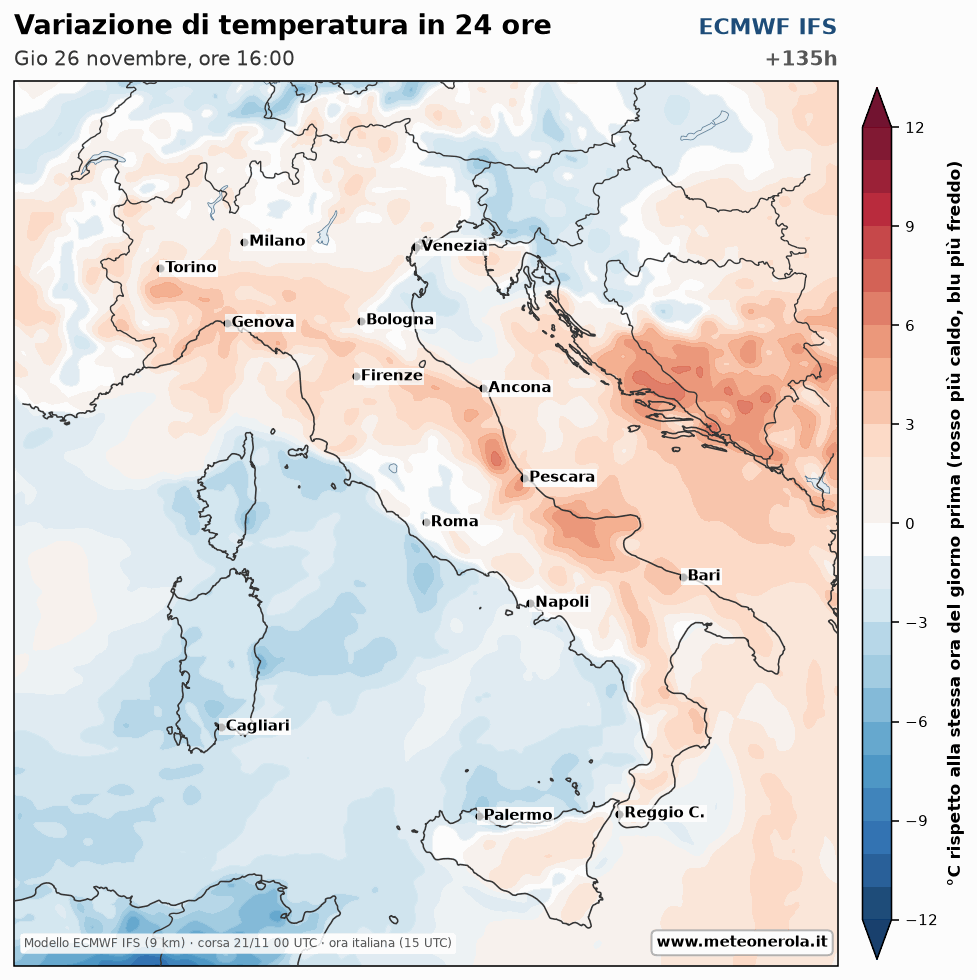 Variazione di temperatura in 24 ore
ECMWF IFS
Gio 26 novembre, ore 16:00
+135h
Milano
Venezia
Torino
Genova
Bologna
Firenze
Ancona
Pescara
Roma
Bari
Napoli
Cagliari
Palermo
Reggio C.
12
9
6
3
0
−3
−6
−9
−12
°C rispetto alla stessa ora del giorno prima (rosso più caldo, blu più freddo)
Modello ECMWF IFS (9 km) · corsa 21/11 00 UTC · ora italiana (15 UTC)
www.meteonerola.it